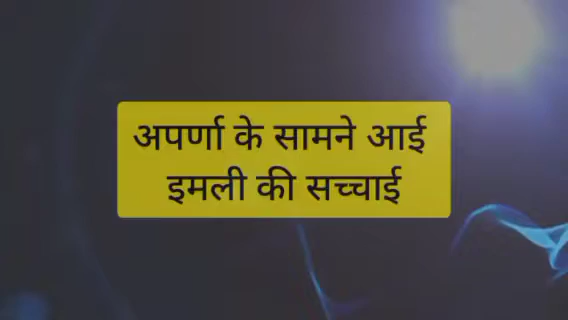 अपर्णा के सामने आई
इमली की सच्चाई